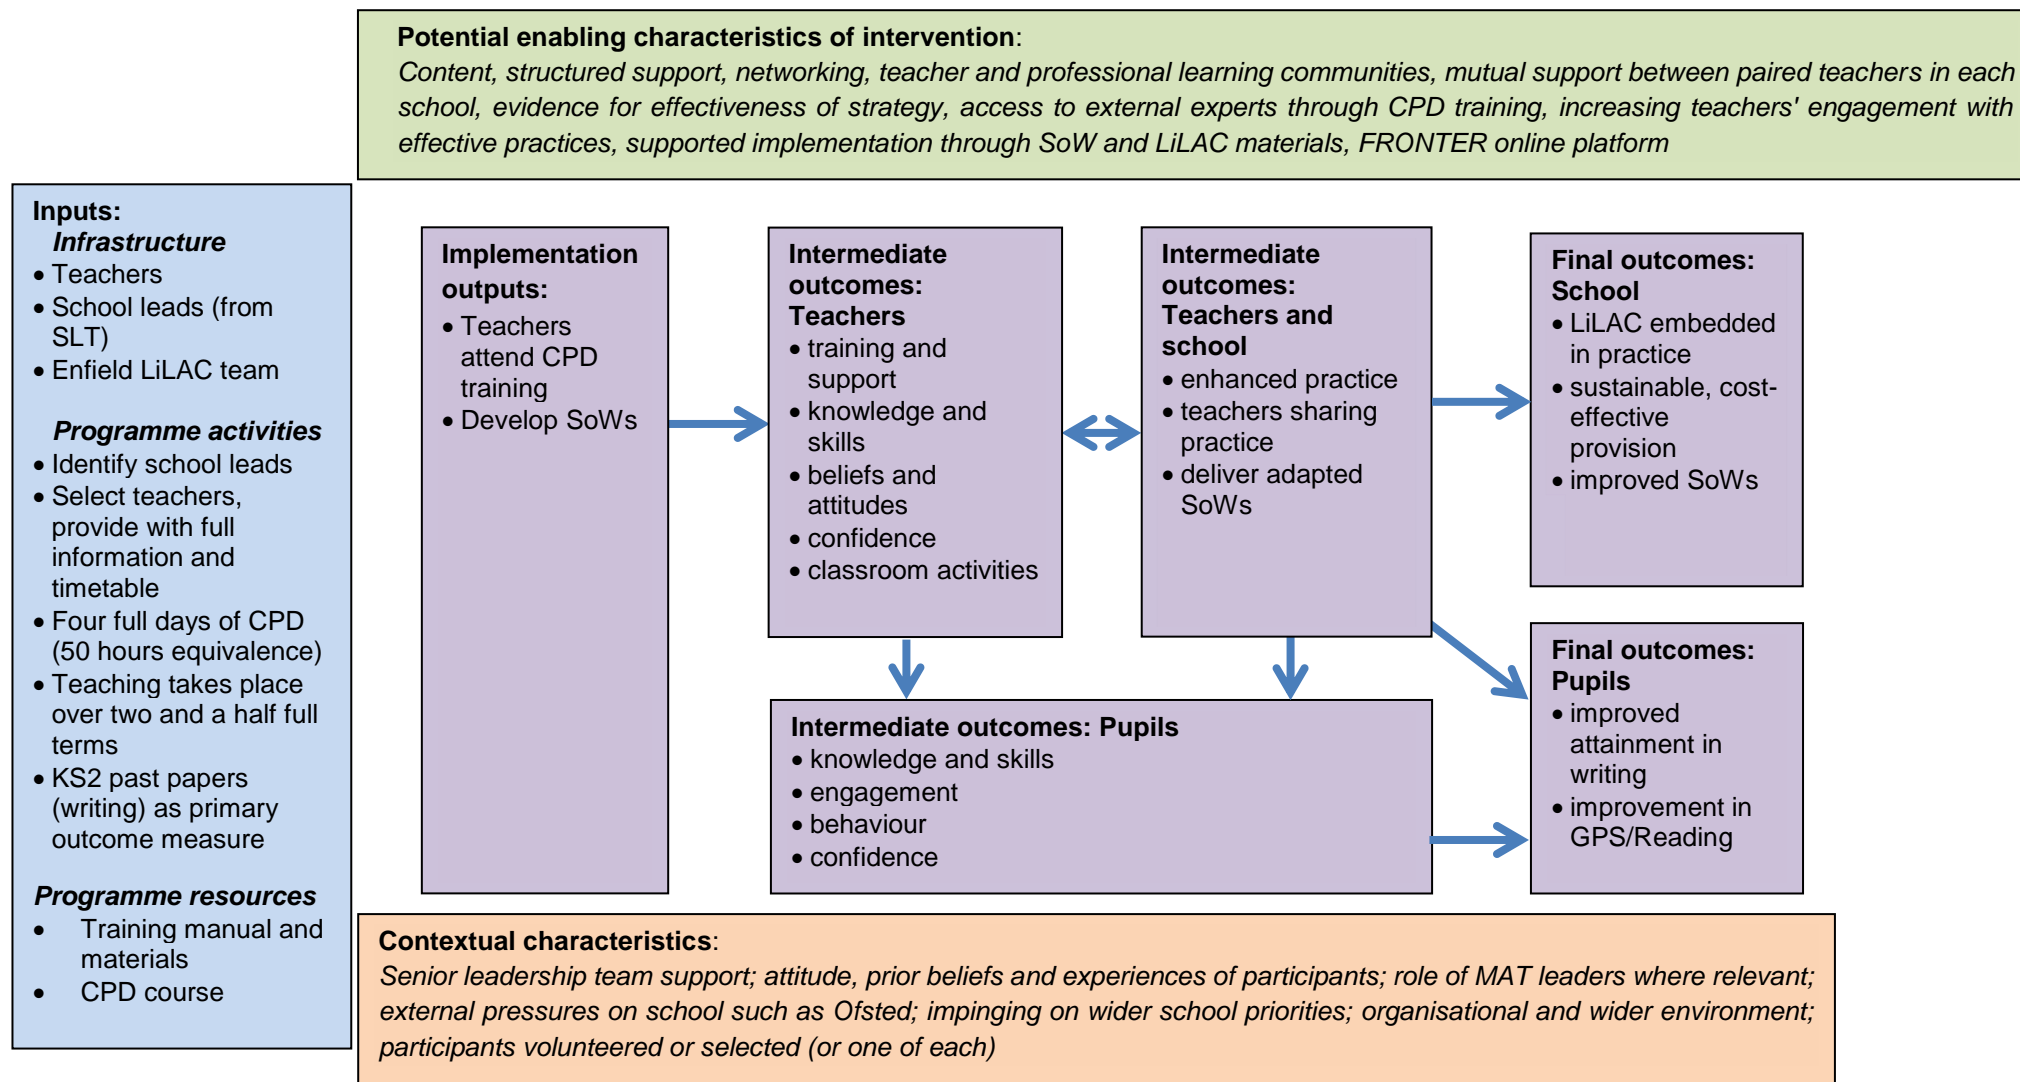 Potential enabling characteristics of intervention:
Content, structured support, networking, teacher and professional learning communities, mutual support between paired teachers in each
school, evidence for effectiveness of strategy, access to external experts through CPD training, increasing teachers' engagement with
effective practices, supported implementation through SoW and LiLAC materials, FRONTER online platform
Inputs:
Infrastructure
• Teachers
• School leads (from
SLT)
• Enfield LiLAC team
Programme activities
• Identify school leads
• Select teachers,
provide with full
information and
timetable
• Four full days of CPD
(50 hours equivalence)
• Teaching takes place
over two and a half full
terms
• KS2 past papers
(writing) as primary
outcome measure
Programme resources
• Training manual and
materials
• CPD course
Implementation
outputs:
• Teachers
attend CPD
training
• Develop SoWs
Intermediate
outcomes:
Teachers
• training and
support
• knowledge and
skills
• beliefs and
attitudes
• confidence
• classroom activities
Intermediate
outcomes:
Teachers and
school
• enhanced practice
• teachers sharing
practice
• deliver adapted
SoWs
Final outcomes:
School
• LiLAC embedded
in practice
• sustainable, cost-
effective
provision
• improved SoWs
Intermediate outcomes: Pupils
• knowledge and skills
• engagement
• behaviour
• confidence
Final outcomes:
Pupils
• improved
attainment in
writing
• improvement in
GPS/Reading
Contextual characteristics:
Senior leadership team support; attitude, prior beliefs and experiences of participants; role of MAT leaders where relevant;
external pressures on school such as Ofsted; impinging on wider school priorities; organisational and wider environment;
participants volunteered or selected (or one of each)